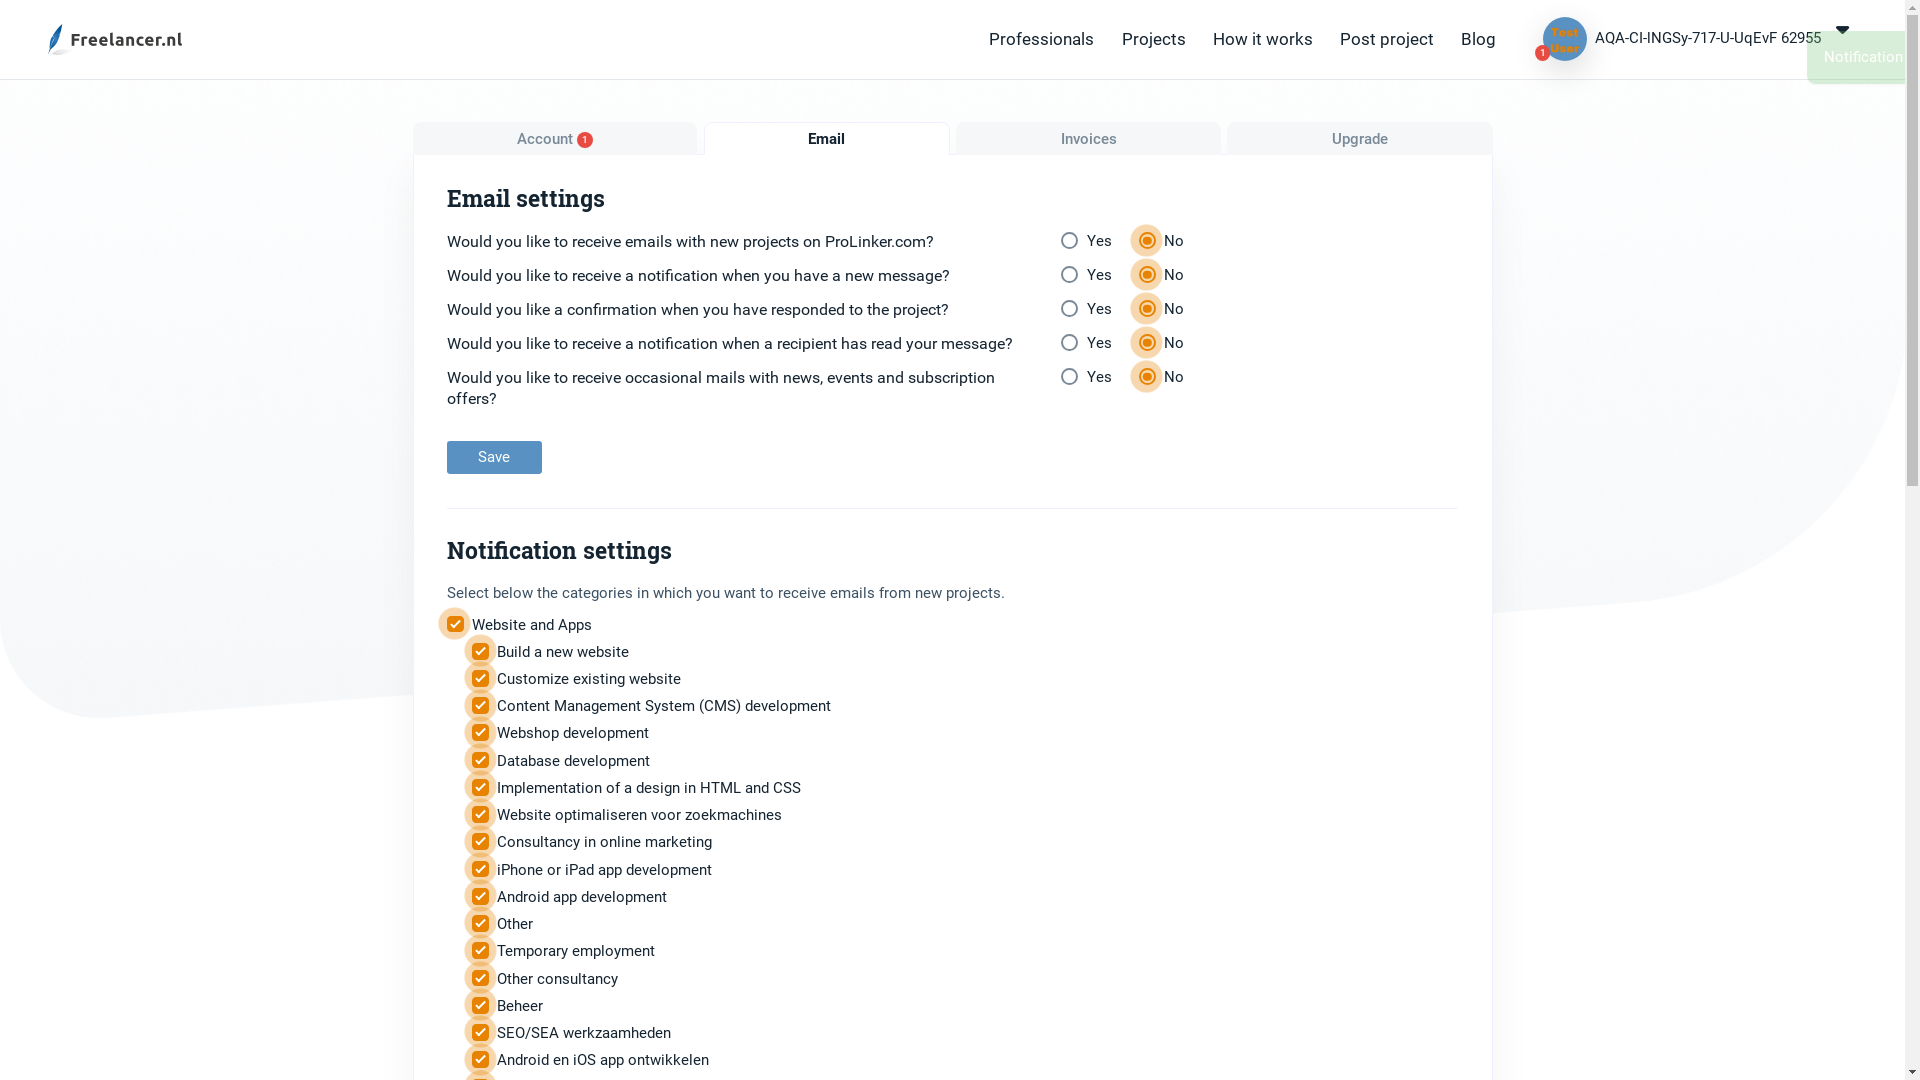 Freelancer.nl
Professionals Projects How it works Post project Blog
Test User
1
AQA-CI-INGSy-717-U-UqEvF 62955
Notification
Account 1
Email
Invoices
Upgrade
Email settings
Would you like to receive emails with new projects on ProLinker.com? Yes No
Would you like to receive a notification when you have a new message? Yes No
Would you like a confirmation when you have responded to the project? Yes No
Would you like to receive a notification when a recipient has read your message? Yes No
Would you like to receive occasional mails with news, events and subscription Yes No
offers?
Save
Notification settings
Select below the categories in which you want to receive emails from new projects.
Website and Apps
Build a new website
Customize existing website
Content Management System (CMS) development
Webshop development
Database development
Implementation of a design in HTML and CSS
Website optimaliseren voor zoekmachines
Consultancy in online marketing
iPhone or iPad app development
Android app development
Other
Temporary employment
Other consultancy
Beheer
SEO/SEA werkzaamheden
Android en iOS app ontwikkelen